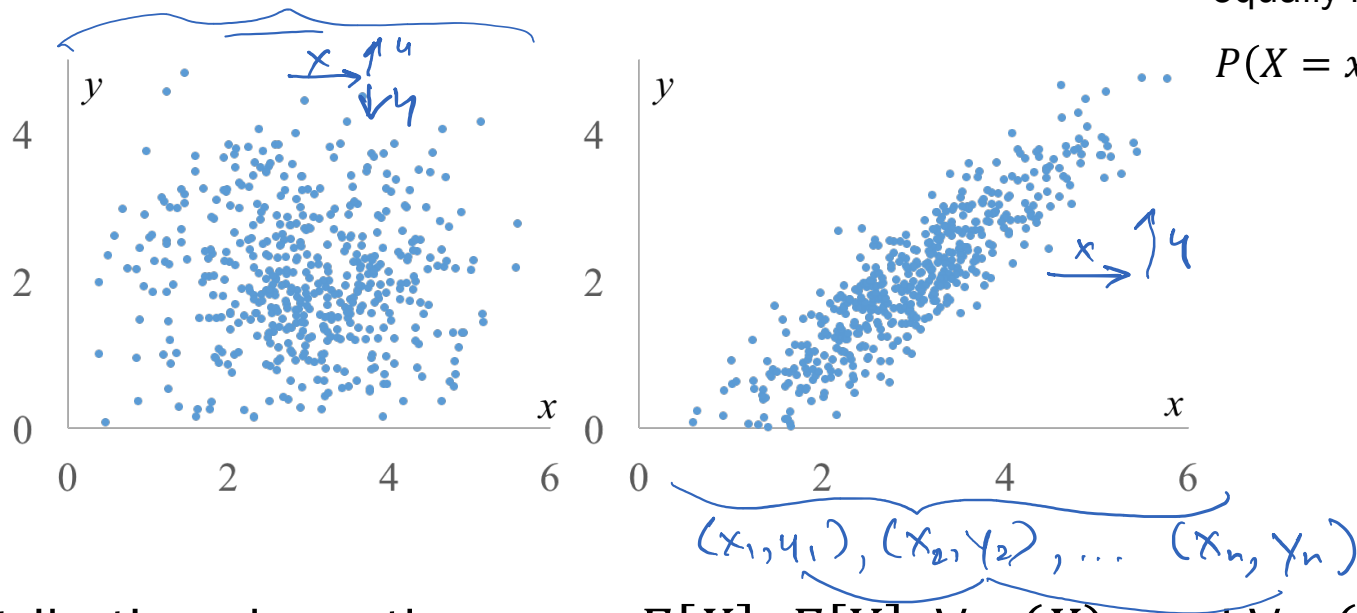 equally
P(X = x
x y
y
y
y
4
4
x y
2
2
x
x
0
0
0 2 4 6
0 2 4 6
(x₁, y₁), (x₂, y₂), ... (xₙ, yₙ)